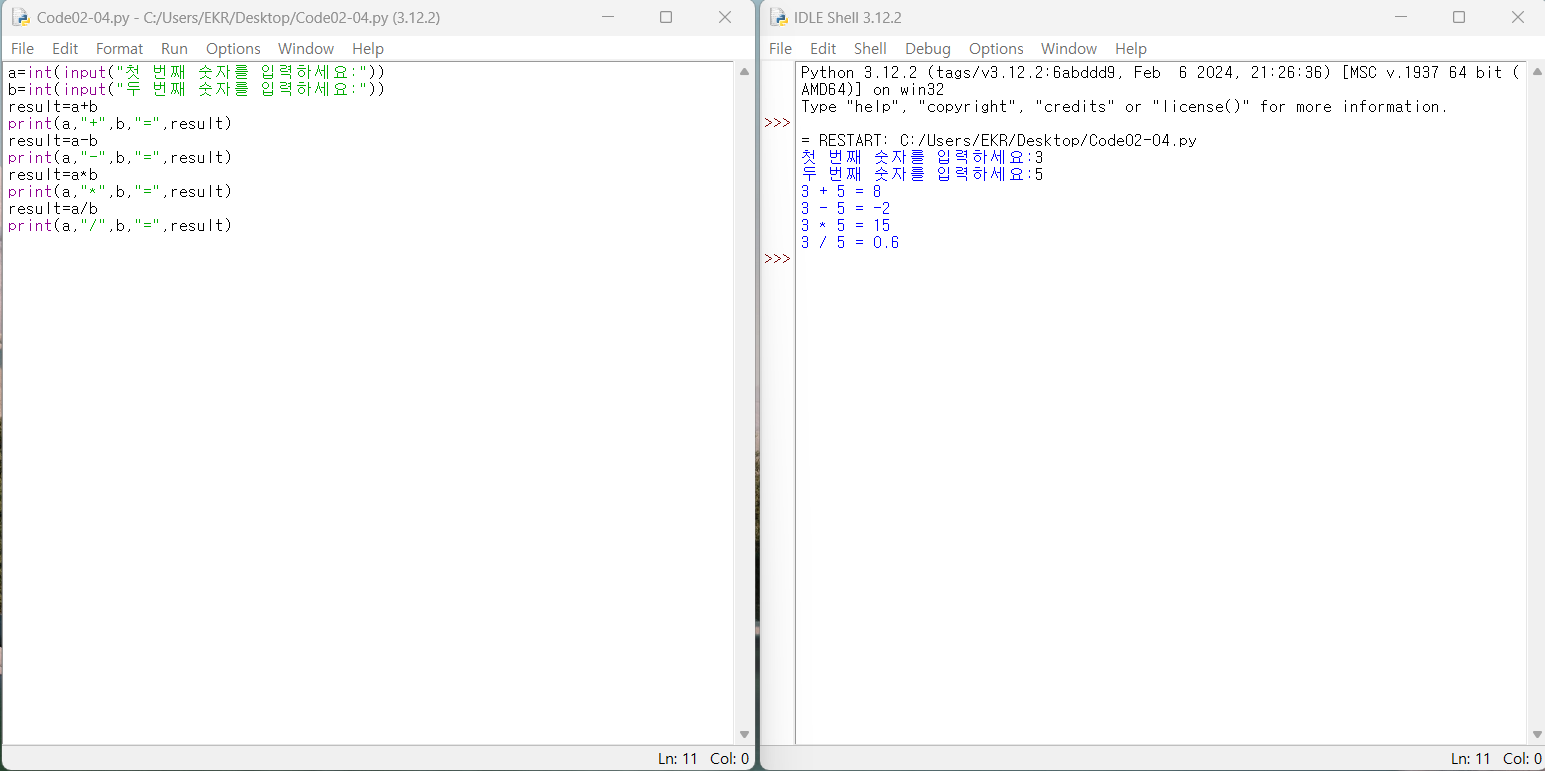 Code02-04.py - C:/Users/EKR/Desktop/Code02-04.py (3.12.2)
File Edit Format Run Options Window Help
a=int(input("첫 번째 숫자를 입력하세요:"))
b=int(input("두 번째 숫자를 입력하세요:"))
result=a+b
print(a,"+",b,"=",result)
result=a-b
print(a,"-",b,"=",result)
result=a*b
print(a,"*",b,"=",result)
result=a/b
print(a,"/",b,"=",result)
Ln: 11 Col: 0
IDLE Shell 3.12.2
File Edit Shell Debug Options Window Help
Python 3.12.2 (tags/v3.12.2:6abddd9, Feb  6 2024, 21:26:36) [MSC v.1937 64 bit (
AMD64)] on win32
Type "help", "copyright", "credits" or "license()" for more information.
>>>
= RESTART: C:/Users/EKR/Desktop/Code02-04.py
첫 번째 숫자를 입력하세요:3
두 번째 숫자를 입력하세요:5
3 + 5 = 8
3 - 5 = -2
3 * 5 = 15
3 / 5 = 0.6
>>>
Ln: 11 Col: 0